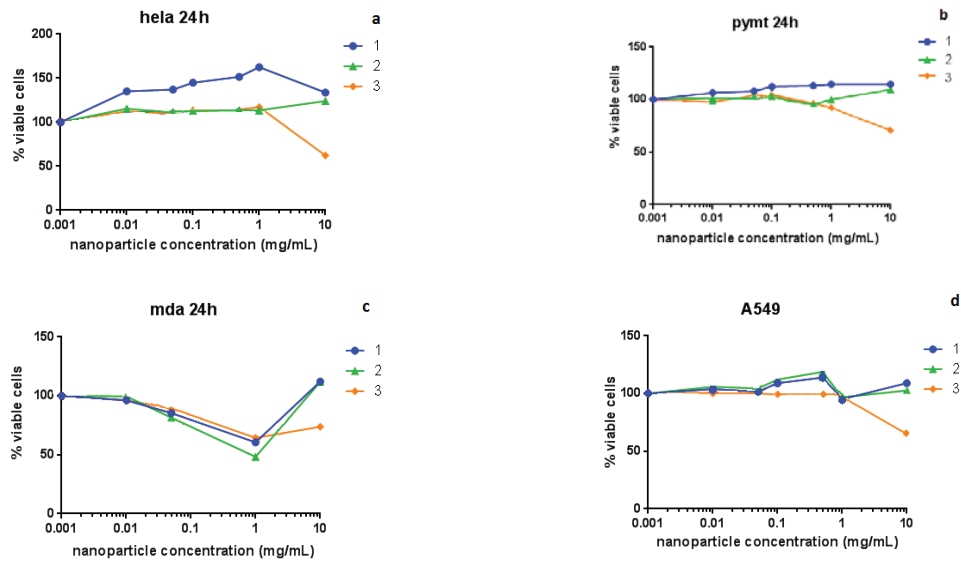 hela 24h
a
% viable cells
200
150
100
50
0
0.001 0.01 0.1 1 10
nanoparticle concentration (mg/mL)
1
2
3
pymt 24h
b
% viable cells
150
100
50
0
0.001 0.01 0.1 1 10
nanoparticle concentration (mg/mL)
1
2
3
mda 24h
c
% viable cells
150
100
50
0
0.001 0.01 0.1 1 10
nanoparticle concentration (mg/mL)
1
2
3
A549
d
% viable cells
150
100
50
0
0.001 0.01 0.1 1 10
nanoparticle concentration (mg/mL)
1
2
3